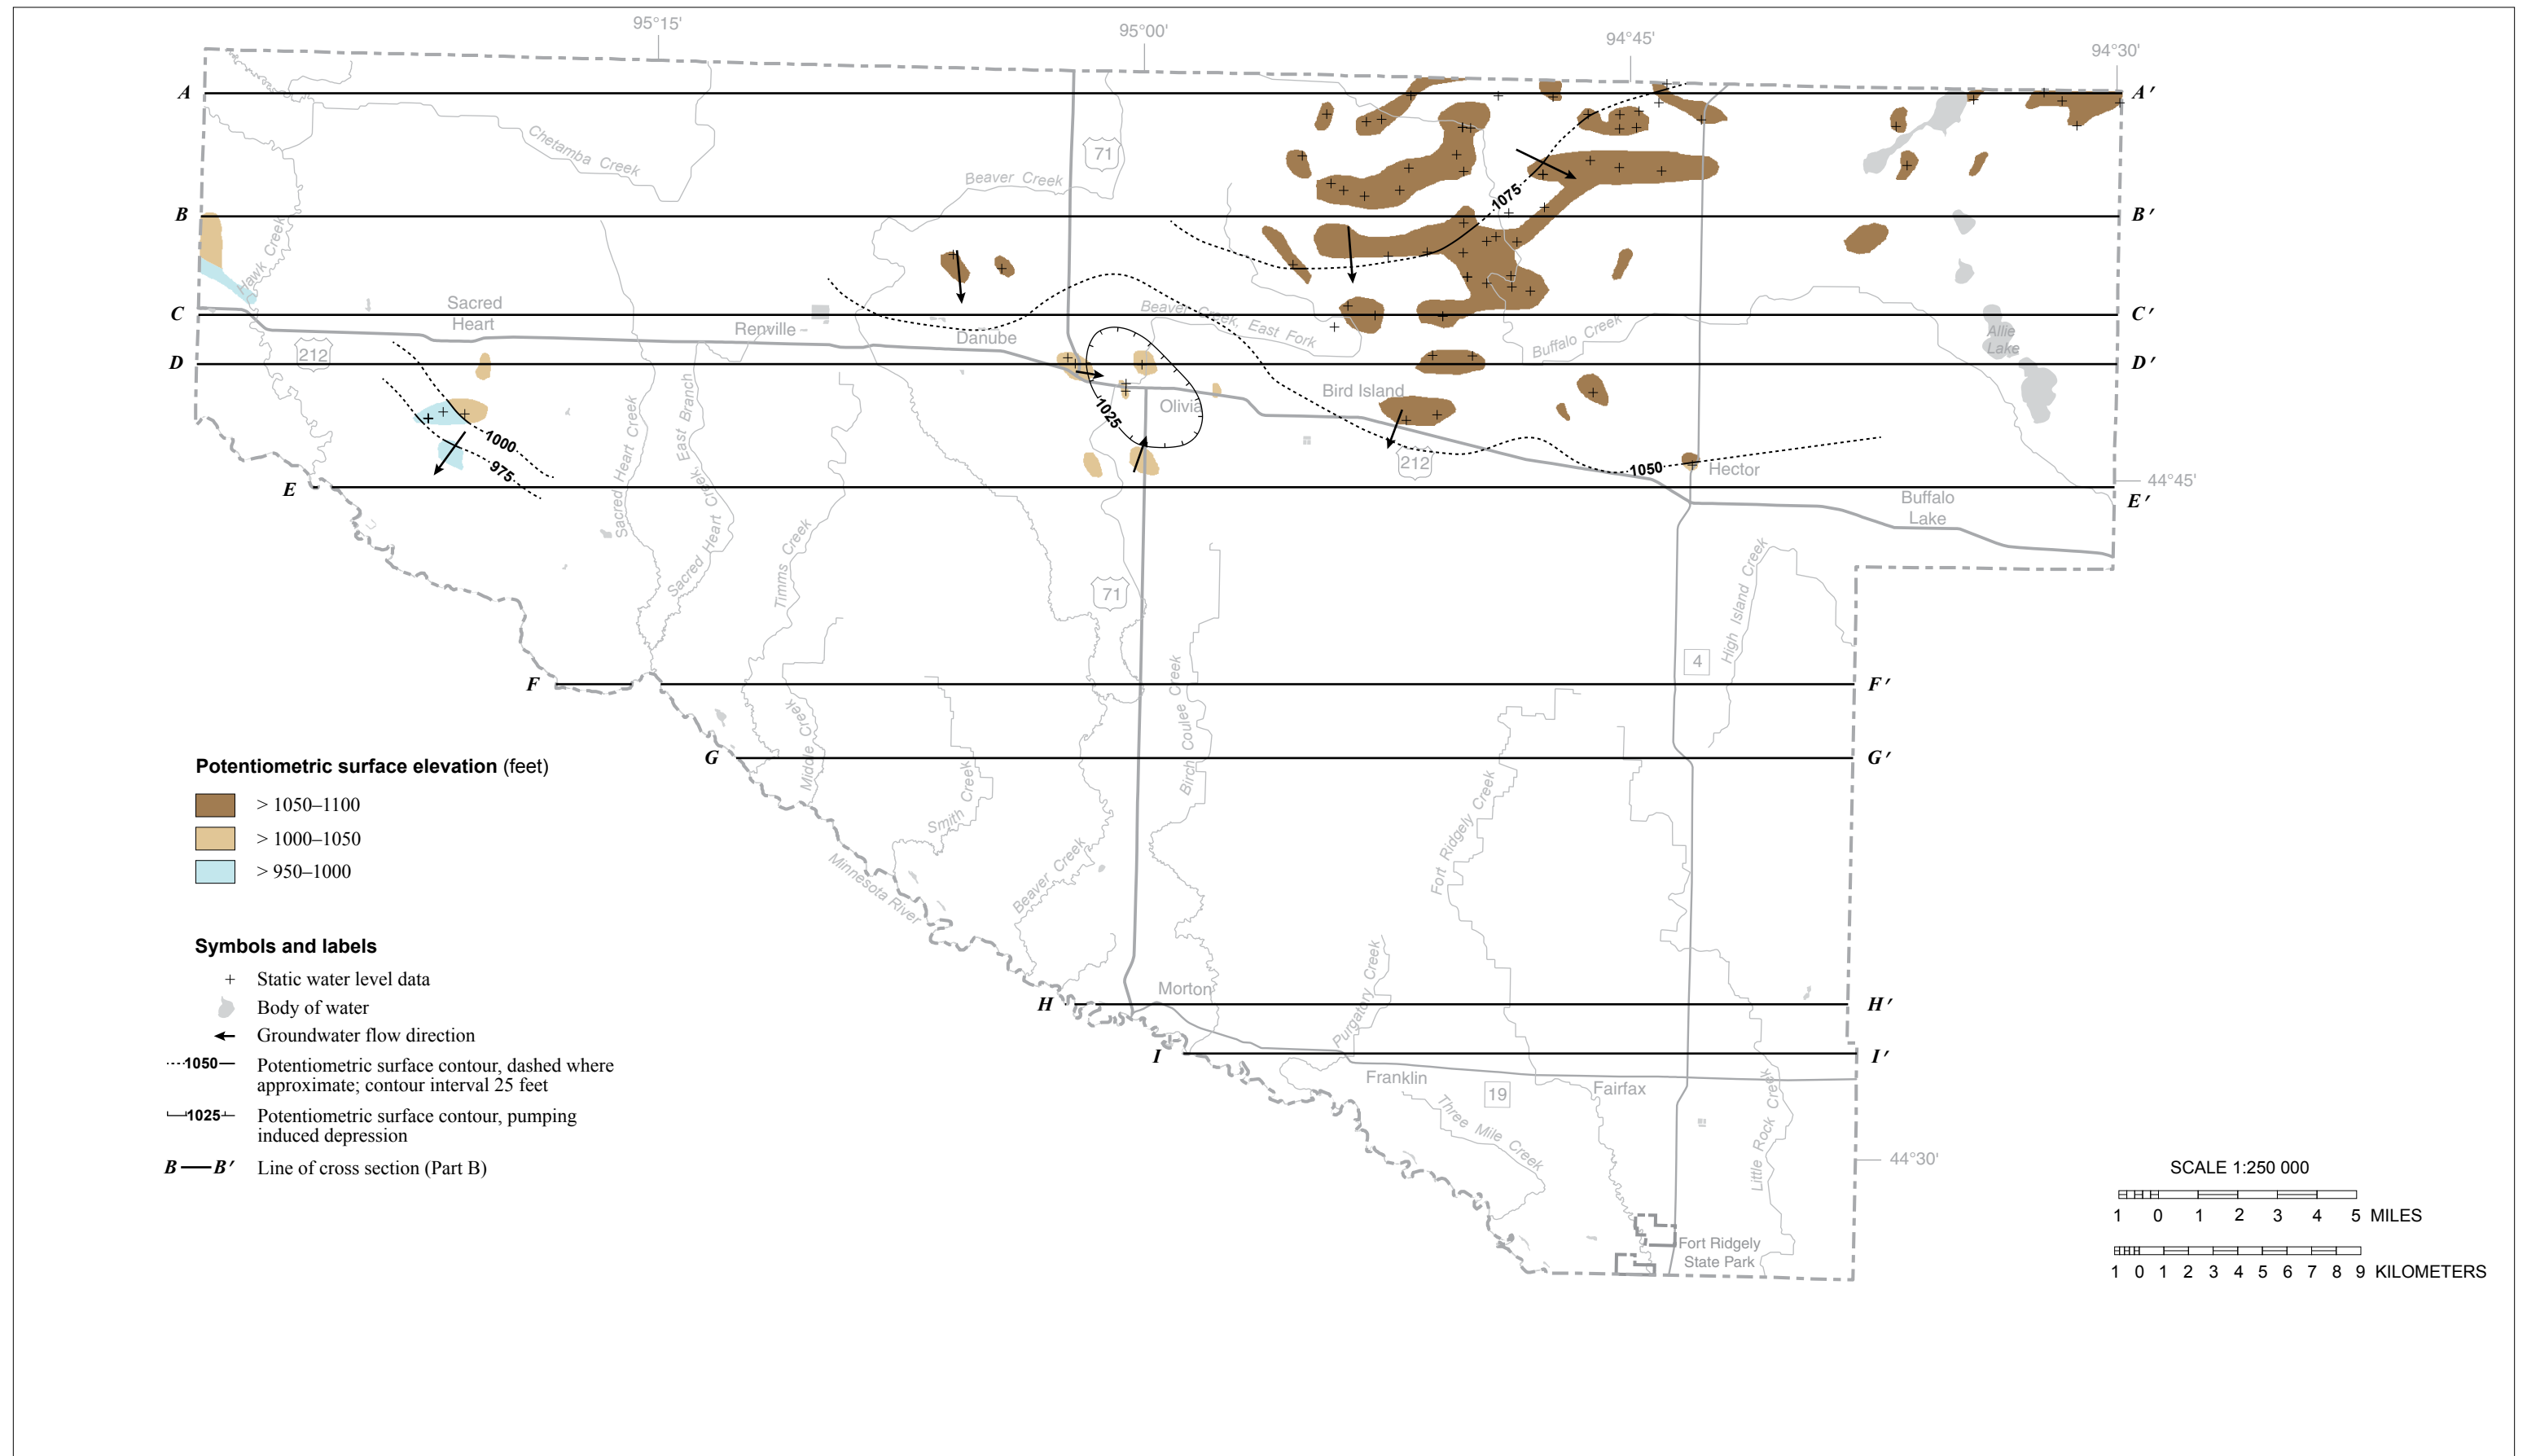 95°15'
95°00'
94°45'
94°30'
A
A′
Chetamba Creek
71
Beaver Creek
1075
B
B′
Hawk Creek
C
C′
Sacred
Heart
Renville
Danube
Beaver Creek, East Fork
Buffalo Creek
Allie
Lake
212
D
D′
Bird Island
Olivia
1025
1000
975
212
1050
Hector
44°45'
E
E′
Buffalo
Lake
Sacred Heart Creek
Sacred Heart Creek, East Branch
Timms Creek
71
High Island Creek
4
F
F′
Middle Creek
Smith Creek
Birch Coulee Creek
Fort Ridgely Creek
G
G′
Potentiometric surface elevation (feet)
> 1050–1100
> 1000–1050
> 950–1000
Minnesota River
Beaver Creek
Purgatory Creek
Symbols and labels
Static water level data
Body of water
Groundwater flow direction
1050
Potentiometric surface contour, dashed where
approximate; contour interval 25 feet
1025
Potentiometric surface contour, pumping
induced depression
B B′ Line of cross section (Part B)
Morton
H
H′
I
I′
Franklin
19
Fairfax
Three Mile Creek
Little Rock Creek
44°30'
Fort Ridgely
State Park
SCALE 1:250 000
1 0 1 2 3 4 5 MILES
1 0 1 2 3 4 5 6 7 8 9 KILOMETERS